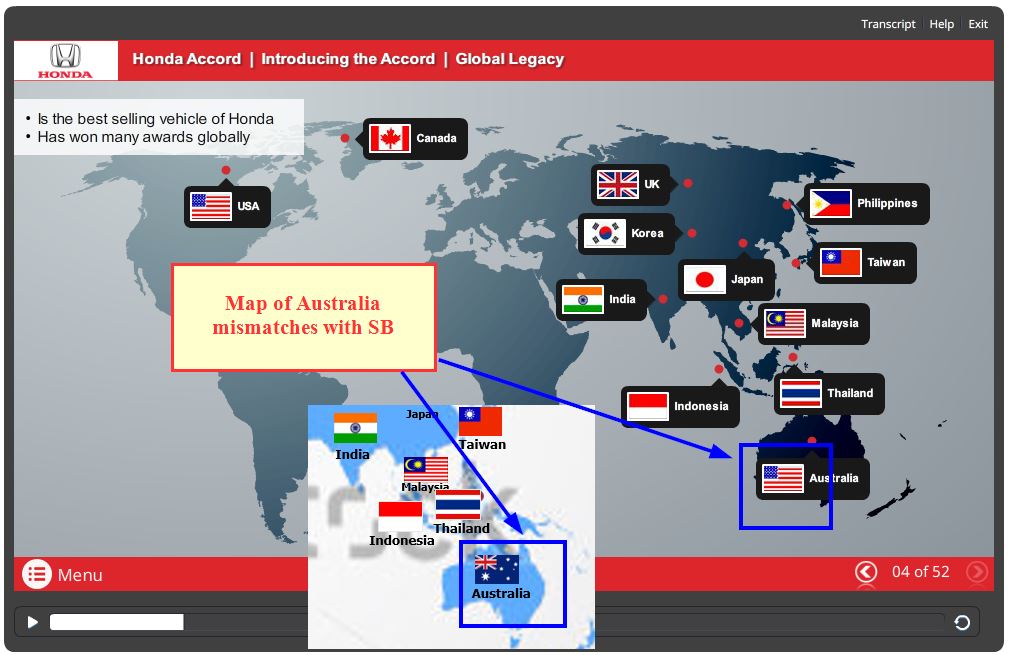 Transcript Help Exit
HONDA
Honda Accord | Introducing the Accord | Global Legacy
• Is the best selling vehicle of Honda
• Has won many awards globally
Canada
USA
UK
Philippines
Korea
Taiwan
Japan
India
Malaysia
Thailand
Indonesia
Australia
Map of Australia
mismatches with SB
Japan
India
Taiwan
Malaysia
Thailand
Indonesia
Australia
Menu
04 of 52